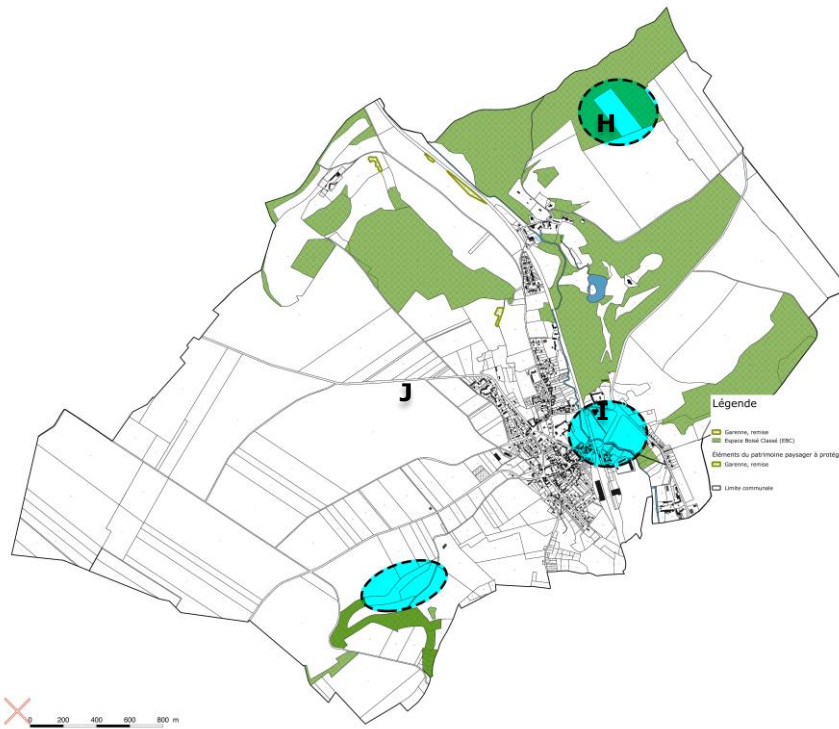 H
J
I
Légende
Garenne, remise
Espace Boisé Classé (EBC)
Éléments du patrimoine paysager à protég
Garenne, remise
Limite communale
0 200 400 600 800 m